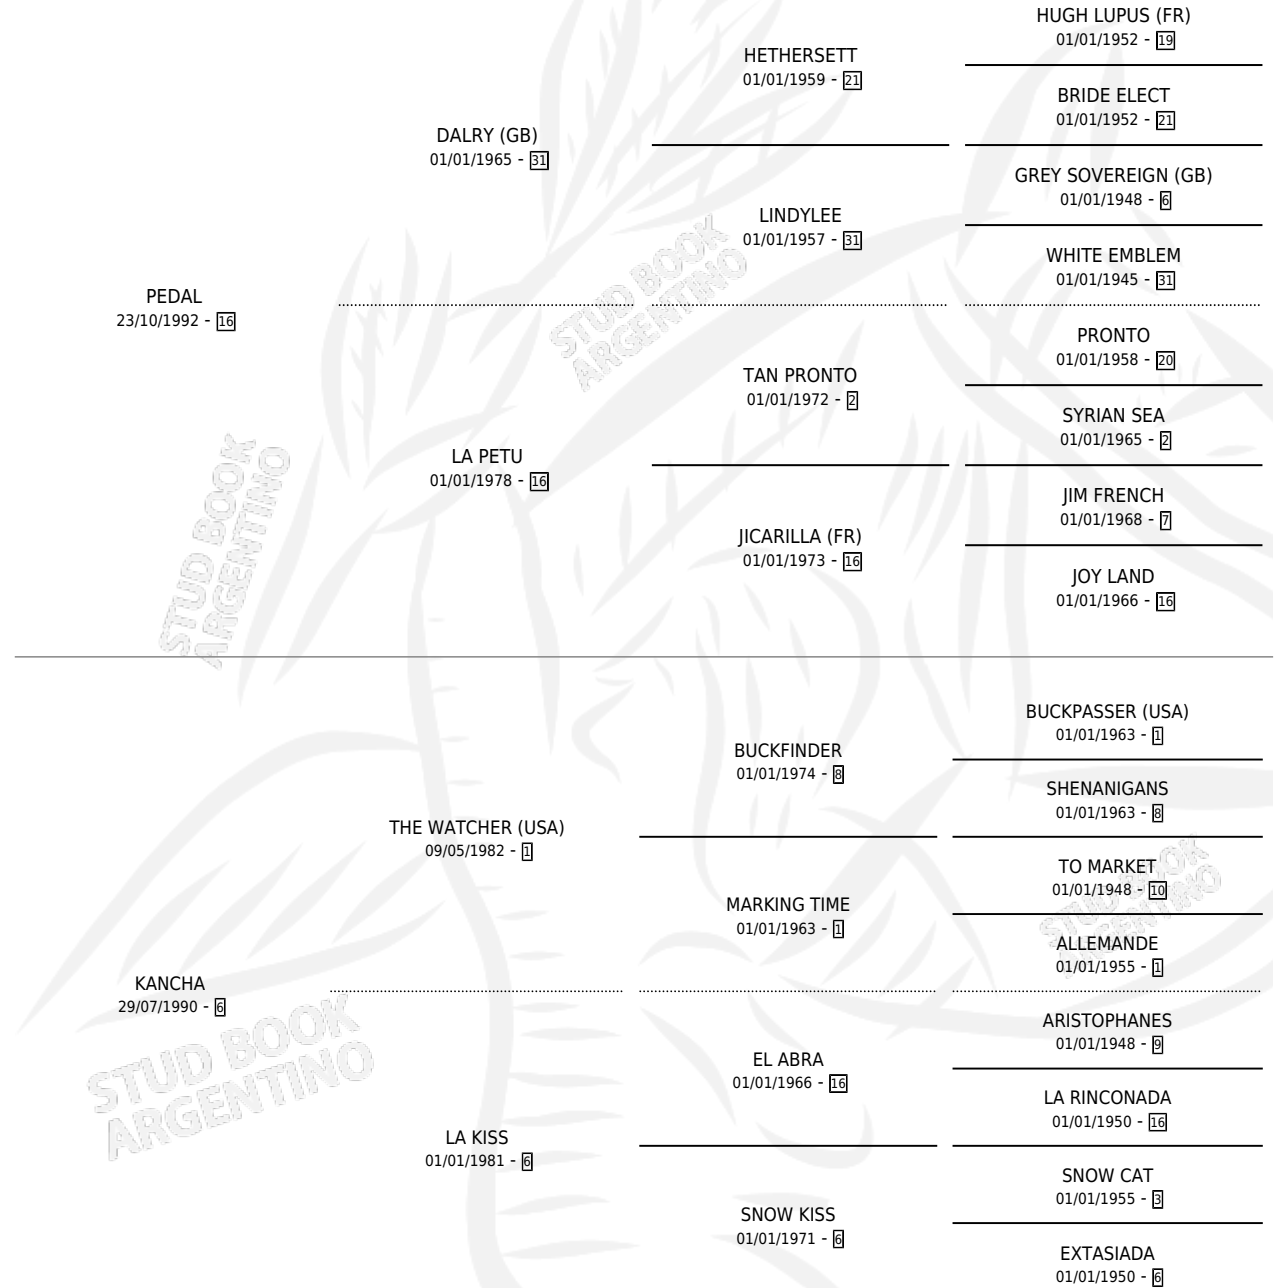 HUGH LUPUS (FR)
01/01/1952 - 19
HETHERSETT
01/01/1959 - 21
BRIDE ELECT
01/01/1952 - 21
DALRY (GB)
01/01/1965 - 31
GREY SOVEREIGN (GB)
01/01/1948 - 6
LINDYLEE
01/01/1957 - 31
WHITE EMBLEM
01/01/1945 - 31
PEDAL
23/10/1992 - 16
PRONTO
01/01/1958 - 20
TAN PRONTO
01/01/1972 - 2
SYRIAN SEA
01/01/1965 - 2
LA PETU
01/01/1978 - 16
JIM FRENCH
01/01/1968 - 7
JICARILLA (FR)
01/01/1973 - 16
JOY LAND
01/01/1966 - 16
STUD BOOK
ARGENTINO
STUD BOOK
ARGENTINO
BUCKPASSER (USA)
01/01/1963 - 1
BUCKFINDER
01/01/1974 - 8
SHENANIGANS
01/01/1963 - 8
THE WATCHER (USA)
09/05/1982 - 1
TO MARKET
01/01/1948 - 10
MARKING TIME
01/01/1963 - 1
ALLEMANDE
01/01/1955 - 1
KANCHA
29/07/1990 - 6
ARISTOPHANES
01/01/1948 - 9
EL ABRA
01/01/1966 - 16
LA RINCONADA
01/01/1950 - 16
LA KISS
01/01/1981 - 6
SNOW CAT
01/01/1955 - 3
SNOW KISS
01/01/1971 - 6
EXTASIADA
01/01/1950 - 6
STUD BOOK
ARGENTINO
STUD BOOK
ARGENTINO